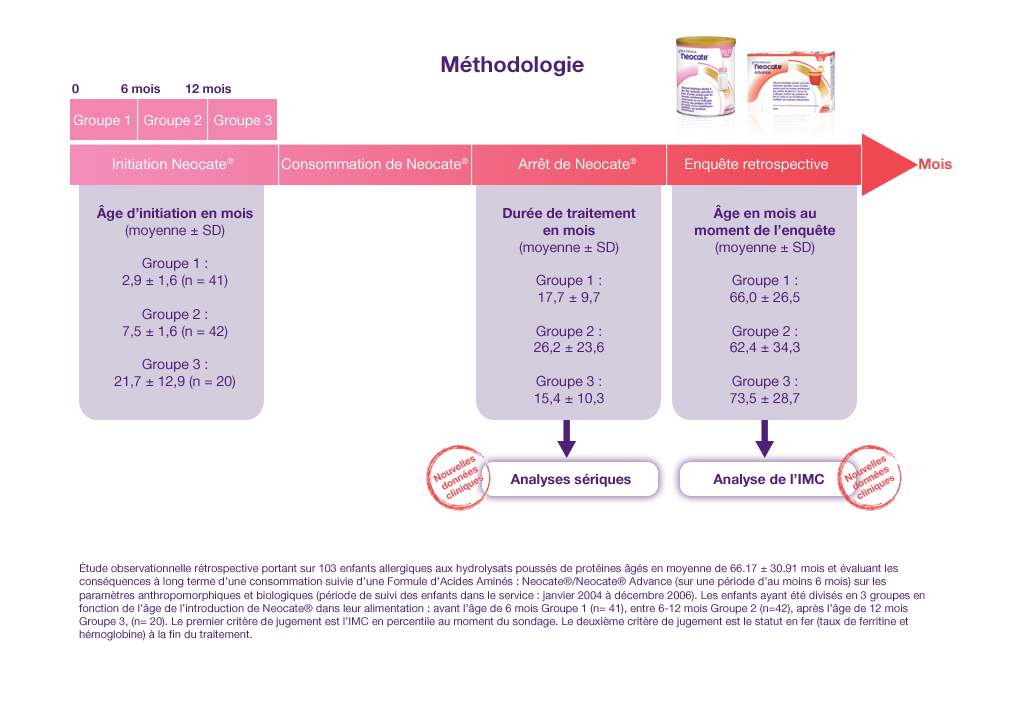 Méthodologie
NUTRICIA
neocate
NUTRICIA
neocate
Advance
0
6 mois
12 mois
Groupe 1
Groupe 2
Groupe 3
Initiation Neocate®
Consommation de Neocate®
Arrêt de Neocate®
Enquête retrospective
Mois
Âge d’initiation en mois
(moyenne ± SD)
Groupe 1 :
2,9 ± 1,6 (n = 41)
Groupe 2 :
7,5 ± 1,6 (n = 42)
Groupe 3 :
21,7 ± 12,9 (n = 20)
Durée de traitement
en mois
(moyenne ± SD)
Groupe 1 :
17,7 ± 9,7
Groupe 2 :
26,2 ± 23,6
Groupe 3 :
15,4 ± 10,3
Âge en mois au
moment de l’enquête
(moyenne ± SD)
Groupe 1 :
66,0 ± 26,5
Groupe 2 :
62,4 ± 34,3
Groupe 3 :
73,5 ± 28,7
Nouvelles
données
cliniques
Analyses sériques
Analyse de l’IMC
Nouvelles
données
cliniques
Étude observationnelle rétrospective portant sur 103 enfants allergiques aux hydrolysats poussés de protéines âgés en moyenne de 66.17 ± 30.91 mois et évaluant les
conséquences à long terme d’une consommation suivie d’une Formule d’Acides Aminés : Neocate®/Neocate® Advance (sur une période d’au moins 6 mois) sur les
paramètres anthropomorphiques et biologiques (période de suivi des enfants dans le service : janvier 2004 à décembre 2006). Les enfants ayant été divisés en 3 groupes en
fonction de l’âge de l’introduction de Neocate® dans leur alimentation : avant l’âge de 6 mois Groupe 1 (n= 41), entre 6-12 mois Groupe 2 (n=42), après l’âge de 12 mois
Groupe 3, (n= 20). Le premier critère de jugement est l’IMC en percentile au moment du sondage. Le deuxième critère de jugement est le statut en fer (taux de ferritine et
hémoglobine) à la fin du traitement.